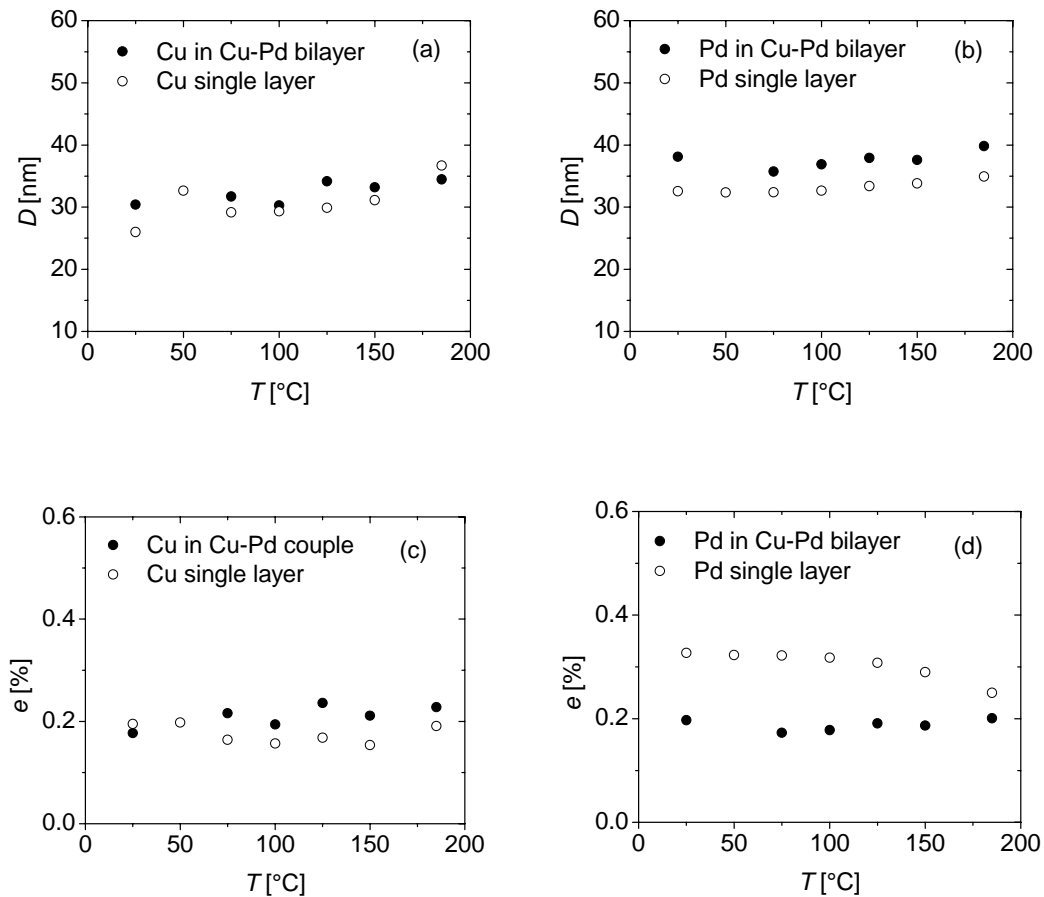 60
50
40
30
20
10
D [nm]
Cu in Cu-Pd bilayer
Cu single layer
(a)
0 50 100 150 200
T [°C]
60
50
40
30
20
10
D [nm]
Pd in Cu-Pd bilayer
Pd single layer
(b)
0 50 100 150 200
T [°C]
0.6
0.4
0.2
0.0
e [%]
Cu in Cu-Pd couple
Cu single layer
(c)
0 50 100 150 200
T [°C]
0.6
0.4
0.2
0.0
e [%]
Pd in Cu-Pd bilayer
Pd single layer
(d)
0 50 100 150 200
T [°C]